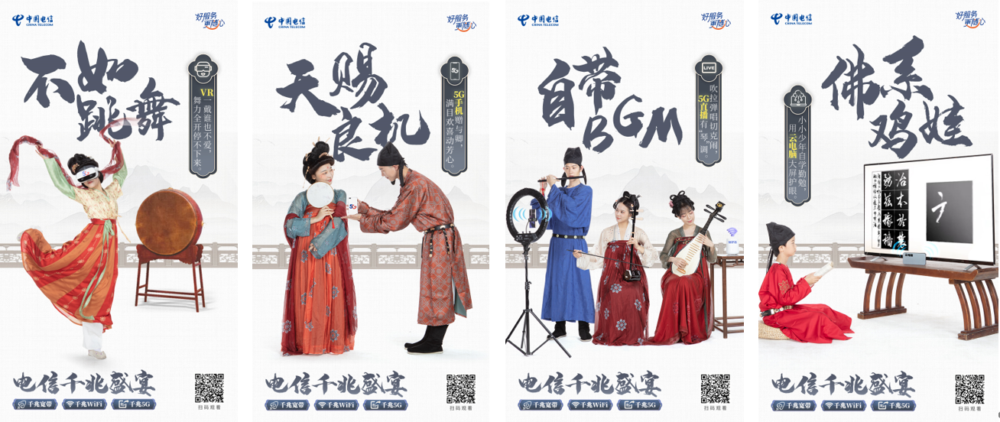 中国电信
CHINA TELECOM
好服务
更随心
不如
跳舞
VR一戴谁也不爱，
舞力全开停不下来。
5G
电信千兆盛宴
千兆宽带
千兆WiFi
千兆5G
扫码观看
中国电信
CHINA TELECOM
好服务
更随心
天赐
良机
5G
5G手机赠与卿，
满目欢喜动芳心。
5G
电信千兆盛宴
千兆宽带
千兆WiFi
千兆5G
扫码观看
中国电信
CHINA TELECOM
好服务
更随心
自带
BGM
LIVE
吹拉弹唱切克闹，
5G直播有“琴”调。
WiFi
电信千兆盛宴
千兆宽带
千兆WiFi
千兆5G
扫码观看
中国电信
CHINA TELECOM
好服务
更随心
佛系
鸡娃
小小少年自学勤勉，
用云电脑大屏护眼。
电信千兆盛宴
千兆宽带
千兆WiFi
千兆5G
扫码观看